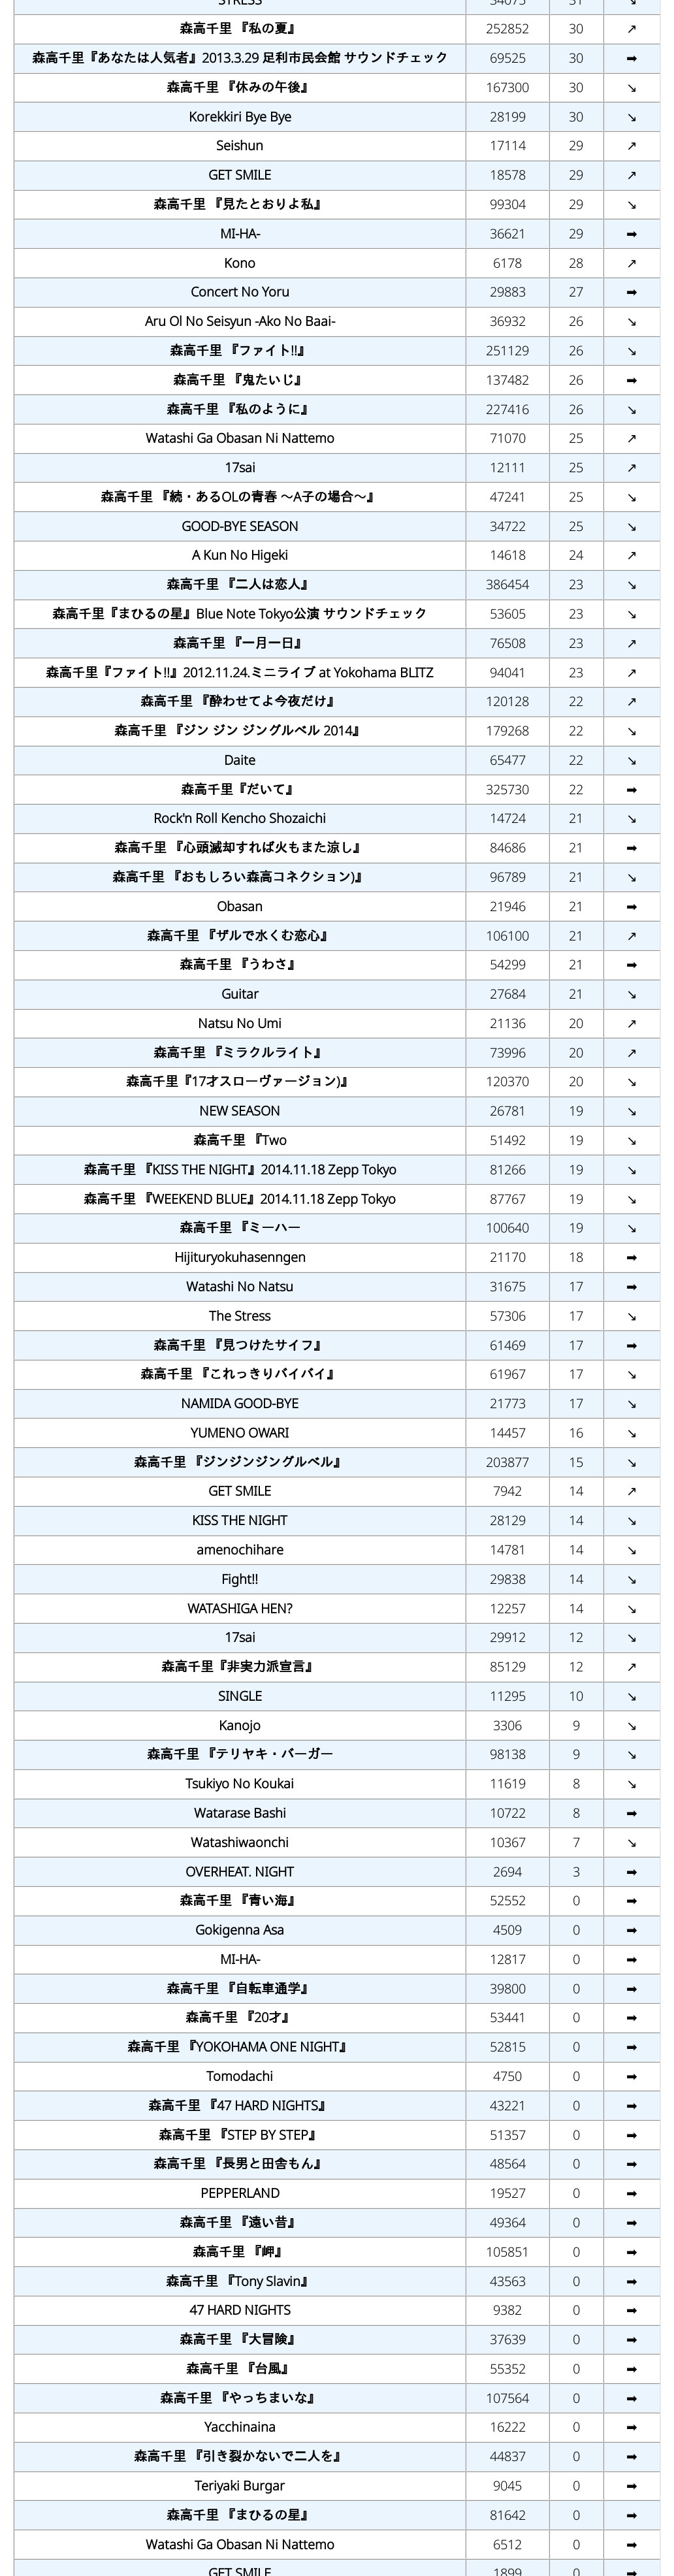 STRESS 34075 31 ↘
森高千里 『私の夏』 252852 30 ↗
森高千里『あなたは人気者』2013.3.29 足利市民会館 サウンドチェック 69525 30 ➡
森高千里 『休みの午後』 167300 30 ↘
Korekkiri Bye Bye 28199 30 ↘
Seishun 17114 29 ↗
GET SMILE 18578 29 ↗
森高千里 『見たとおりよ私』 99304 29 ↘
MI-HA- 36621 29 ➡
Kono 6178 28 ↗
Concert No Yoru 29883 27 ➡
Aru Ol No Seisyun -Ako No Baai- 36932 26 ↘
森高千里 『ファイト!!』 251129 26 ↘
森高千里 『鬼たいじ』 137482 26 ➡
森高千里 『私のように』 227416 26 ↘
Watashi Ga Obasan Ni Nattemo 71070 25 ↗
17sai 12111 25 ↗
森高千里 『続・あるOLの青春 〜A子の場合〜』 47241 25 ↘
GOOD-BYE SEASON 34722 25 ↘
A Kun No Higeki 14618 24 ↗
森高千里 『二人は恋人』 386454 23 ↘
森高千里『まひるの星』Blue Note Tokyo公演 サウンドチェック 53605 23 ↘
森高千里 『一月一日』 76508 23 ↗
森高千里『ファイト!!』2012.11.24.ミニライブ at Yokohama BLITZ 94041 23 ↗
森高千里 『酔わせてよ今夜だけ』 120128 22 ↗
森高千里 『ジン ジン ジングルベル 2014』 179268 22 ↘
Daite 65477 22 ↘
森高千里『だいて』 325730 22 ➡
Rock'n Roll Kencho Shozaichi 14724 21 ↘
森高千里 『心頭滅却すれば火もまた涼し』 84686 21 ➡
森高千里 『おもしろい森高コネクション)』 96789 21 ↘
Obasan 21946 21 ➡
森高千里 『ザルで水くむ恋心』 106100 21 ↗
森高千里 『うわさ』 54299 21 ➡
Guitar 27684 21 ↘
Natsu No Umi 21136 20 ↗
森高千里 『ミラクルライト』 73996 20 ↗
森高千里『17才スローヴァージョン)』 120370 20 ↘
NEW SEASON 26781 19 ↘
森高千里 『Two 51492 19 ↘
森高千里 『KISS THE NIGHT』2014.11.18 Zepp Tokyo 81266 19 ↘
森高千里 『WEEKEND BLUE』2014.11.18 Zepp Tokyo 87767 19 ↘
森高千里 『ミーハー 100640 19 ↘
Hijituryokuhasenngen 21170 18 ➡
Watashi No Natsu 31675 17 ➡
The Stress 57306 17 ↘
森高千里 『見つけたサイフ』 61469 17 ➡
森高千里 『これっきりバイバイ』 61967 17 ↘
NAMIDA GOOD-BYE 21773 17 ↘
YUMENO OWARI 14457 16 ↘
森高千里 『ジンジンジングルベル』 203877 15 ↘
GET SMILE 7942 14 ↗
KISS THE NIGHT 28129 14 ↘
amenochihare 14781 14 ↘
Fight!! 29838 14 ↘
WATASHIGA HEN? 12257 14 ↘
17sai 29912 12 ↘
森高千里『非実力派宣言』 85129 12 ↗
SINGLE 11295 10 ↘
Kanojo 3306 9 ↘
森高千里 『テリヤキ・バーガー 98138 9 ↘
Tsukiyo No Koukai 11619 8 ↘
Watarase Bashi 10722 8 ➡
Watashiwaonchi 10367 7 ↘
OVERHEAT. NIGHT 2694 3 ➡
森高千里 『青い海』 52552 0 ➡
Gokigenna Asa 4509 0 ➡
MI-HA- 12817 0 ➡
森高千里 『自転車通学』 39800 0 ➡
森高千里 『20才』 53441 0 ➡
森高千里 『YOKOHAMA ONE NIGHT』 52815 0 ➡
Tomodachi 4750 0 ➡
森高千里 『47 HARD NIGHTS』 43221 0 ➡
森高千里 『STEP BY STEP』 51357 0 ➡
森高千里 『長男と田舎もん』 48564 0 ➡
PEPPERLAND 19527 0 ➡
森高千里 『遠い昔』 49364 0 ➡
森高千里 『岬』 105851 0 ➡
森高千里 『Tony Slavin』 43563 0 ➡
47 HARD NIGHTS 9382 0 ➡
森高千里 『大冒険』 37639 0 ➡
森高千里 『台風』 55352 0 ➡
森高千里 『やっちまいな』 107564 0 ➡
Yacchinaina 16222 0 ➡
森高千里 『引き裂かないで二人を』 44837 0 ➡
Teriyaki Burgar 9045 0 ➡
森高千里 『まひるの星』 81642 0 ➡
Watashi Ga Obasan Ni Nattemo 6512 0 ➡
GET SMILE 1899 0 ➡